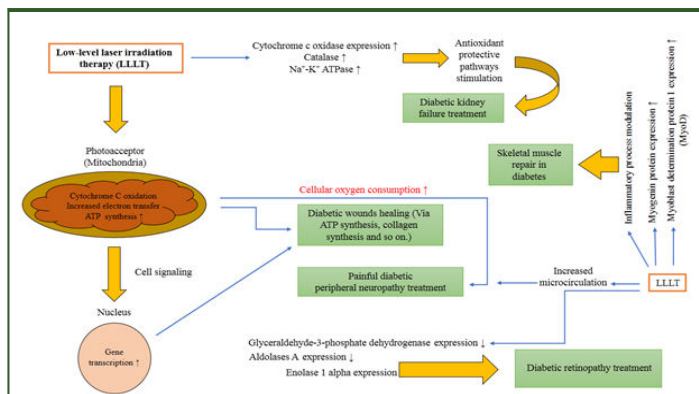 Low-level laser irradiation
therapy (LLLT)
Cytochrome c oxidase expression ↑
Catalase ↑
Na⁺-K⁺ ATPase ↑
Antioxidant
protective
pathways
stimulation
Diabetic kidney
failure treatment
Photoacceptor
(Mitochondria)
Cytochrome C oxidation
Increased electron transfer
ATP synthesis ↑
Cell signaling
Nucleus
Gene
transcription ↑
Cellular oxygen consumption ↑
Diabetic wounds healing (Via
ATP synthesis, collagen
synthesis and so on.)
Painful diabetic
peripheral neuropathy treatment
Increased
microcirculation
LLLT
Inflammatory process modulation
Myogenin protein expression ↑
Myoblast determination protein 1 expression ↑
(MyoD)
Skeletal muscle
repair in
diabetes
Glyceraldehyde-3-phosphate dehydrogenase expression ↓
Aldolases A expression ↓
Enolase 1 alpha expression
Diabetic retinopathy treatment